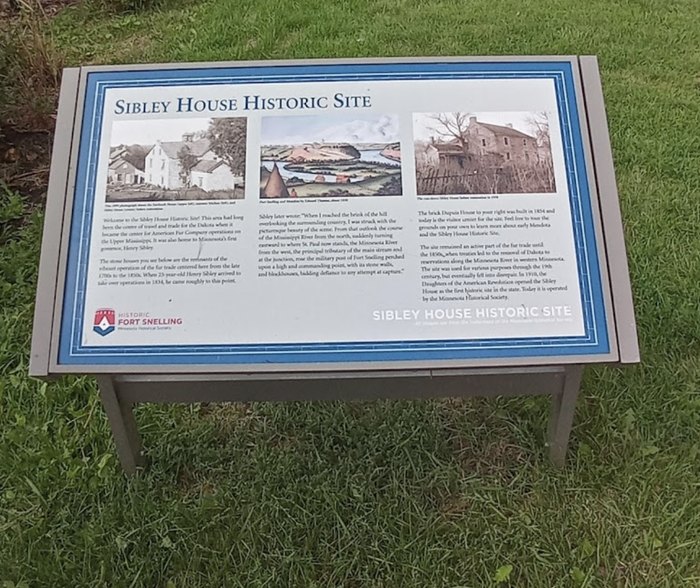 SIBLEY HOUSE HISTORIC SITE
Fort Snelling and Mendota by Edward Thomas, about 1850
Welcome to the Sibley House Historic Site! This area had long
been the center of travel and trade for the Dakota when it
became the center for American Fur Company operations on
the Upper Mississippi. It was also home to Minnesota's first
governor, Henry Sibley.
The stone houses you see below are the remnants of the
vibrant operation of the fur trade centered here from the late
1700s to the 1850s. When 23-year-old Henry Sibley arrived to
take over operations in 1834, he came roughly to this point.
Sibley later wrote: "When I reached the brink of the hill
overlooking the surrounding country, I was struck with the
picturesque beauty of the scene. From that outlook the course
of the Mississippi River from the north, suddenly turning
eastward to where St. Paul now stands, the Minnesota River
from the west, the principal tributary of the main stream and
at the junction, rose the military post of Fort Snelling perched
upon a high and commanding point, with its stone walls,
and blockhouses, bidding defiance to any attempt at capture."
The brick Dupuis House to your right was built in 1854 and
today is the visitor center for the site. Feel free to tour the
grounds on your own to learn more about early Mendota
and the Sibley House Historic Site.
The site remained an active part of the fur trade until
the 1850s, when treaties led to the removal of Dakota to
reservations along the Minnesota River in western Minnesota.
The site was used for various purposes through the 19th
century, but eventually fell into disrepair. In 1910, the
Daughters of the American Revolution opened the Sibley
House as the first historic site in the state. Today it is operated
by the Minnesota Historical Society.
HISTORIC
FORT SNELLING
Minnesota Historical Society
SIBLEY HOUSE HISTORIC SITE